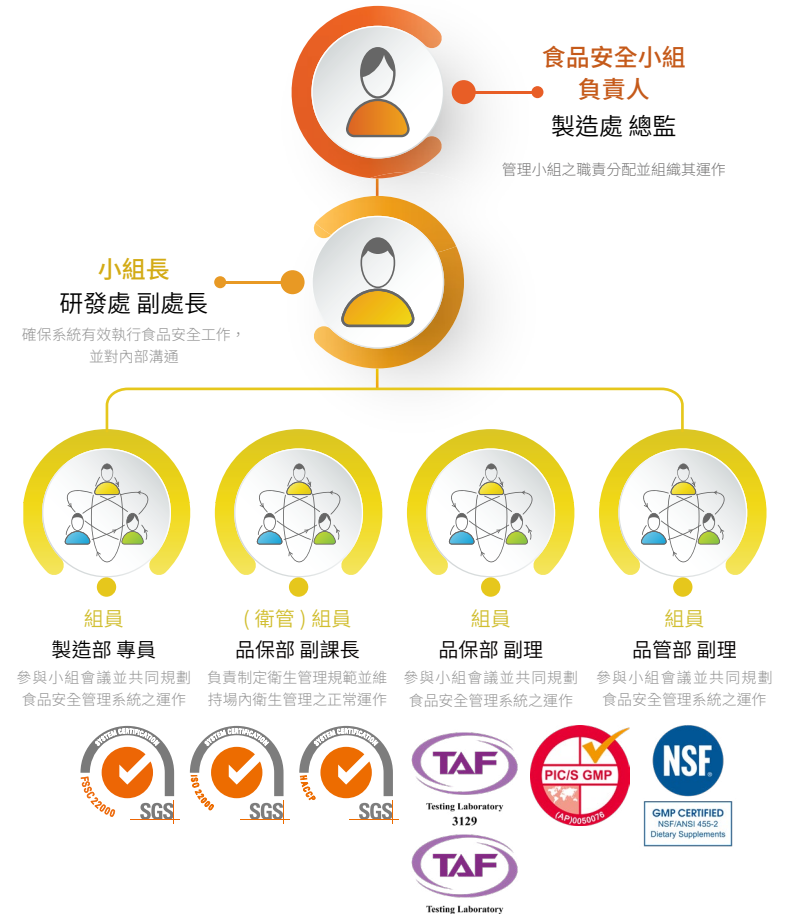 食品安全小組
負責人
製造處 總監
管理小組之職責分配並組織其運作
小組長
研發處 副處長
確保系統有效執行食品安全工作，
並對內部溝通
組員
製造部 專員
參與小組會議並共同規劃
食品安全管理系統之運作
( 衛管 ) 組員
品保部 副課長
負責制定衛生管理規範並維
持場內衛生管理之正常運作
組員
品保部 副理
參與小組會議並共同規劃
食品安全管理系統之運作
組員
品管部 副理
參與小組會議並共同規劃
食品安全管理系統之運作
SYSTEM CERTIFICATION
FSSC 22000
SGS
SYSTEM CERTIFICATION
ISO 22000
SGS
SYSTEM CERTIFICATION
HACCP
SGS
TAF
Testing Laboratory
3129
PIC/S GMP
(AP)0050076
NSF®
GMP CERTIFIED
NSF/ANSI 455-2
Dietary Supplements
TAF
Testing Laboratory